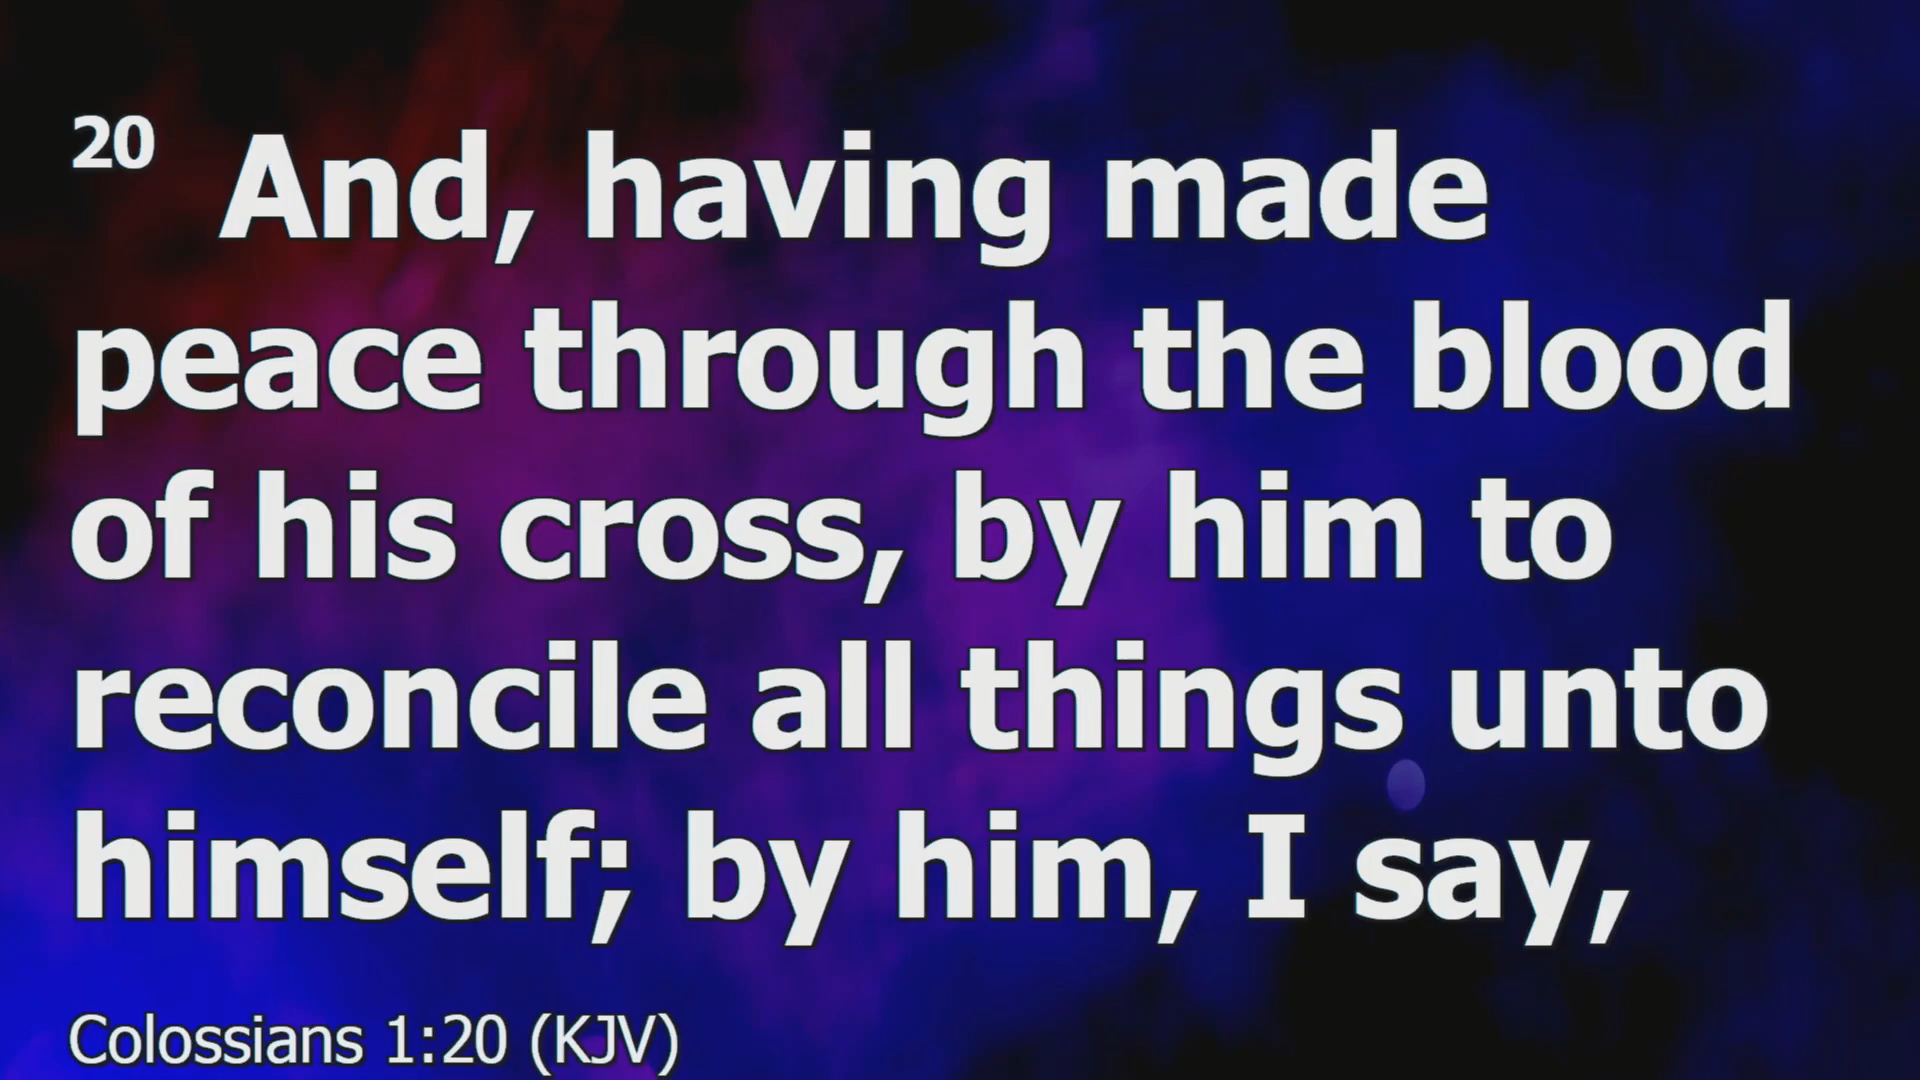 20 And, having made
peace through the blood
of his cross, by him to
reconcile all things unto
himself; by him, I say,
Colossians 1:20 (KJV)